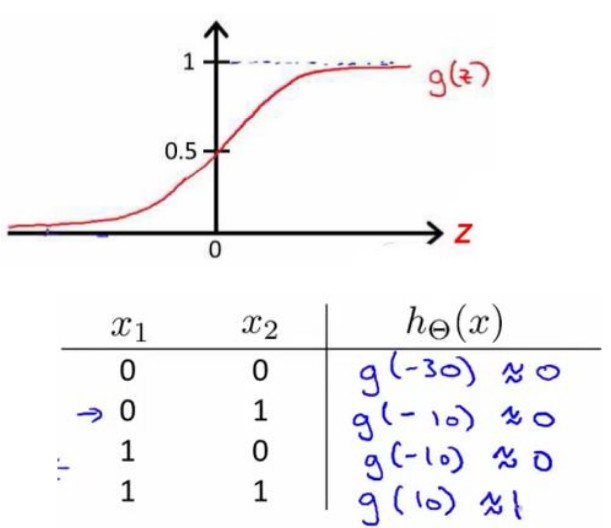 1
g(z)
0.5
z
0
x₁ x₂ h_Θ(x)
0 0 g(-30) ≈ 0
→ 0 1 g(-10) ≈ 0
1 0 g(-10) ≈ 0
1 1 g(10) ≈ 1